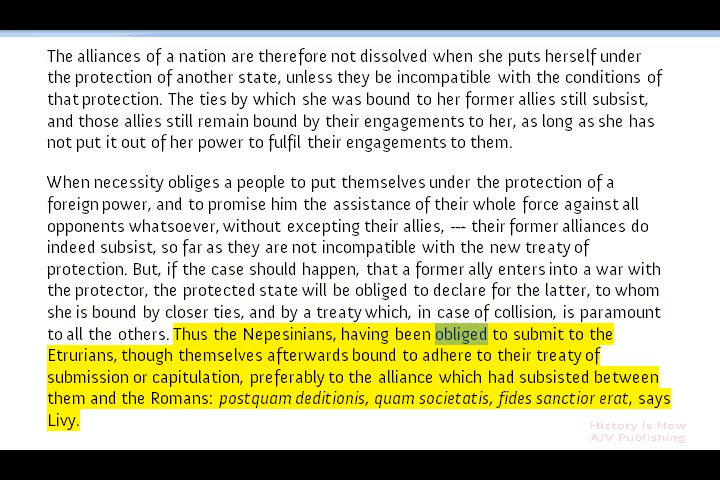 The alliances of a nation are therefore not dissolved when she puts herself under
the protection of another state, unless they be incompatible with the conditions of
that protection. The ties by which she was bound to her former allies still subsist,
and those allies still remain bound by their engagements to her, as long as she has
not put it out of her power to fulfil their engagements to them.
When necessity obliges a people to put themselves under the protection of a
foreign power, and to promise him the assistance of their whole force against all
opponents whatsoever, without excepting their allies, --- their former alliances do
indeed subsist, so far as they are not incompatible with the new treaty of
protection. But, if the case should happen, that a former ally enters into a war with
the protector, the protected state will be obliged to declare for the latter, to whom
she is bound by closer ties, and by a treaty which, in case of collision, is paramount
to all the others. Thus the Nepesinians, having been obliged to submit to the
Etrurians, though themselves afterwards bound to adhere to their treaty of
submission or capitulation, preferably to the alliance which had subsisted between
them and the Romans: postquam deditionis, quam societatis, fides sanctior erat, says
Livy.
History Is Now
A/V Publishing